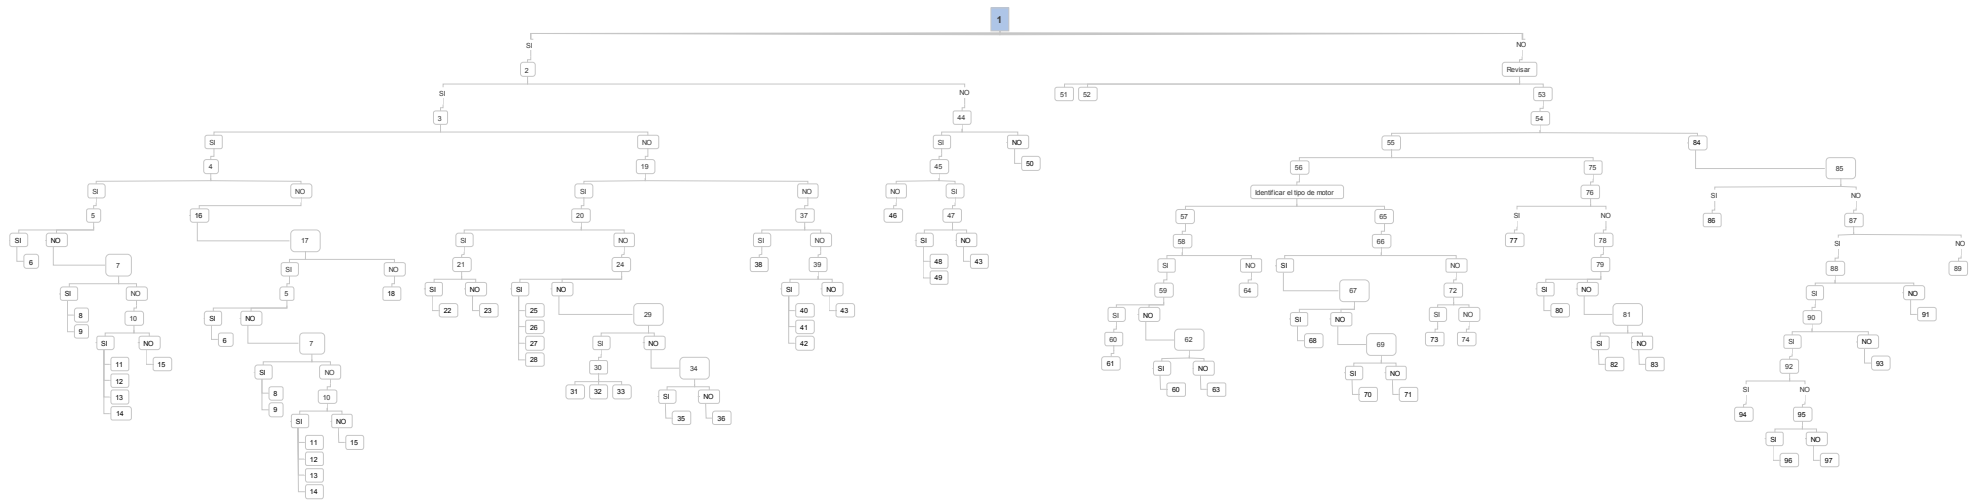 1
SI NO
2 Revisar
SI NO 51 52 53
3 44 54
SI NO SI NO 55 84
4 19 45 50 56 75 85
SI NO SI NO NO SI Identificar el tipo de motor 76 SI NO
5 16 20 37 46 47 57 65 SI NO 86 87
SI NO 17 SI NO SI NO SI NO 58 66 77 78 SI NO
6 7 SI NO 21 24 38 39 48 43 SI NO SI NO 79 88 89
49
SI NO 5 18 SI NO SI NO SI NO 59 64 67 72 SI NO SI NO
8 10 SI NO 22 23 25 29 40 43 SI NO SI NO SI NO 80 81 90 91
9 26 41
SI NO 6 7 27 SI NO 42 60 62 68 69 73 74 SI NO SI NO
11 15 SI NO 28 30 34 61 SI NO SI NO 82 83 92 93
12
13 8 10 31 32 33 SI NO 60 63 70 71 SI NO
14 9 SI NO 35 36 94 95
11 15 SI NO
12 96 97
13
14